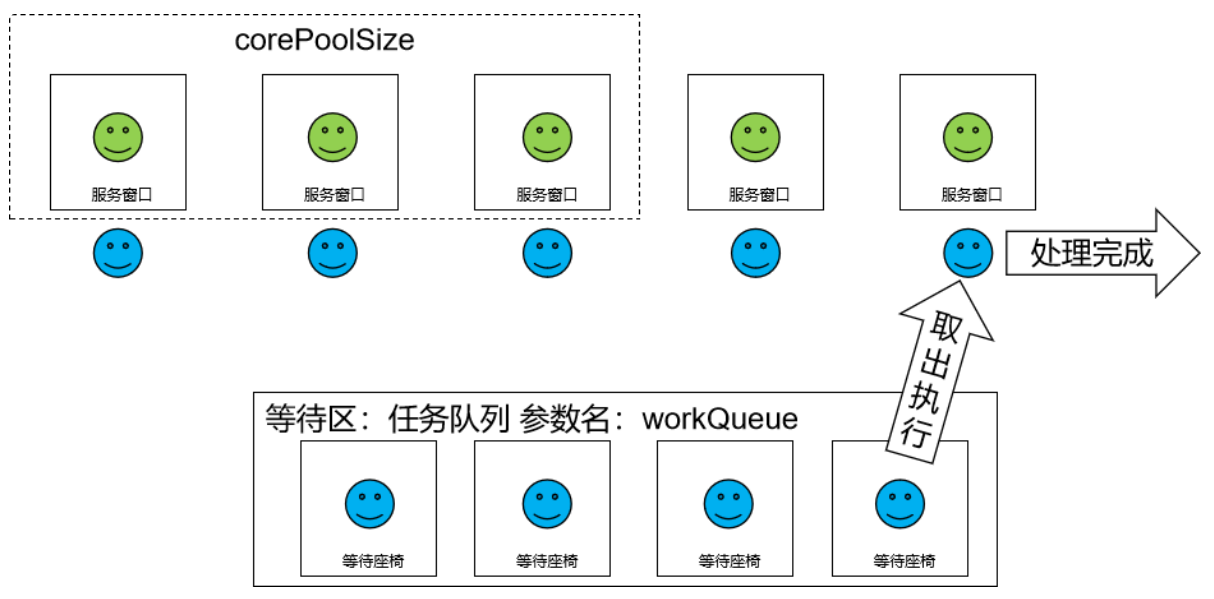 corePoolSize
服务窗口
服务窗口
服务窗口
服务窗口
服务窗口
处理完成
取出执行
等待区：任务队列 参数名：workQueue
等待座椅
等待座椅
等待座椅
等待座椅